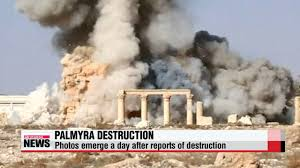 PALMYRA DESTRUCTION
NEWS
Photos emerge a day after reports of destruction